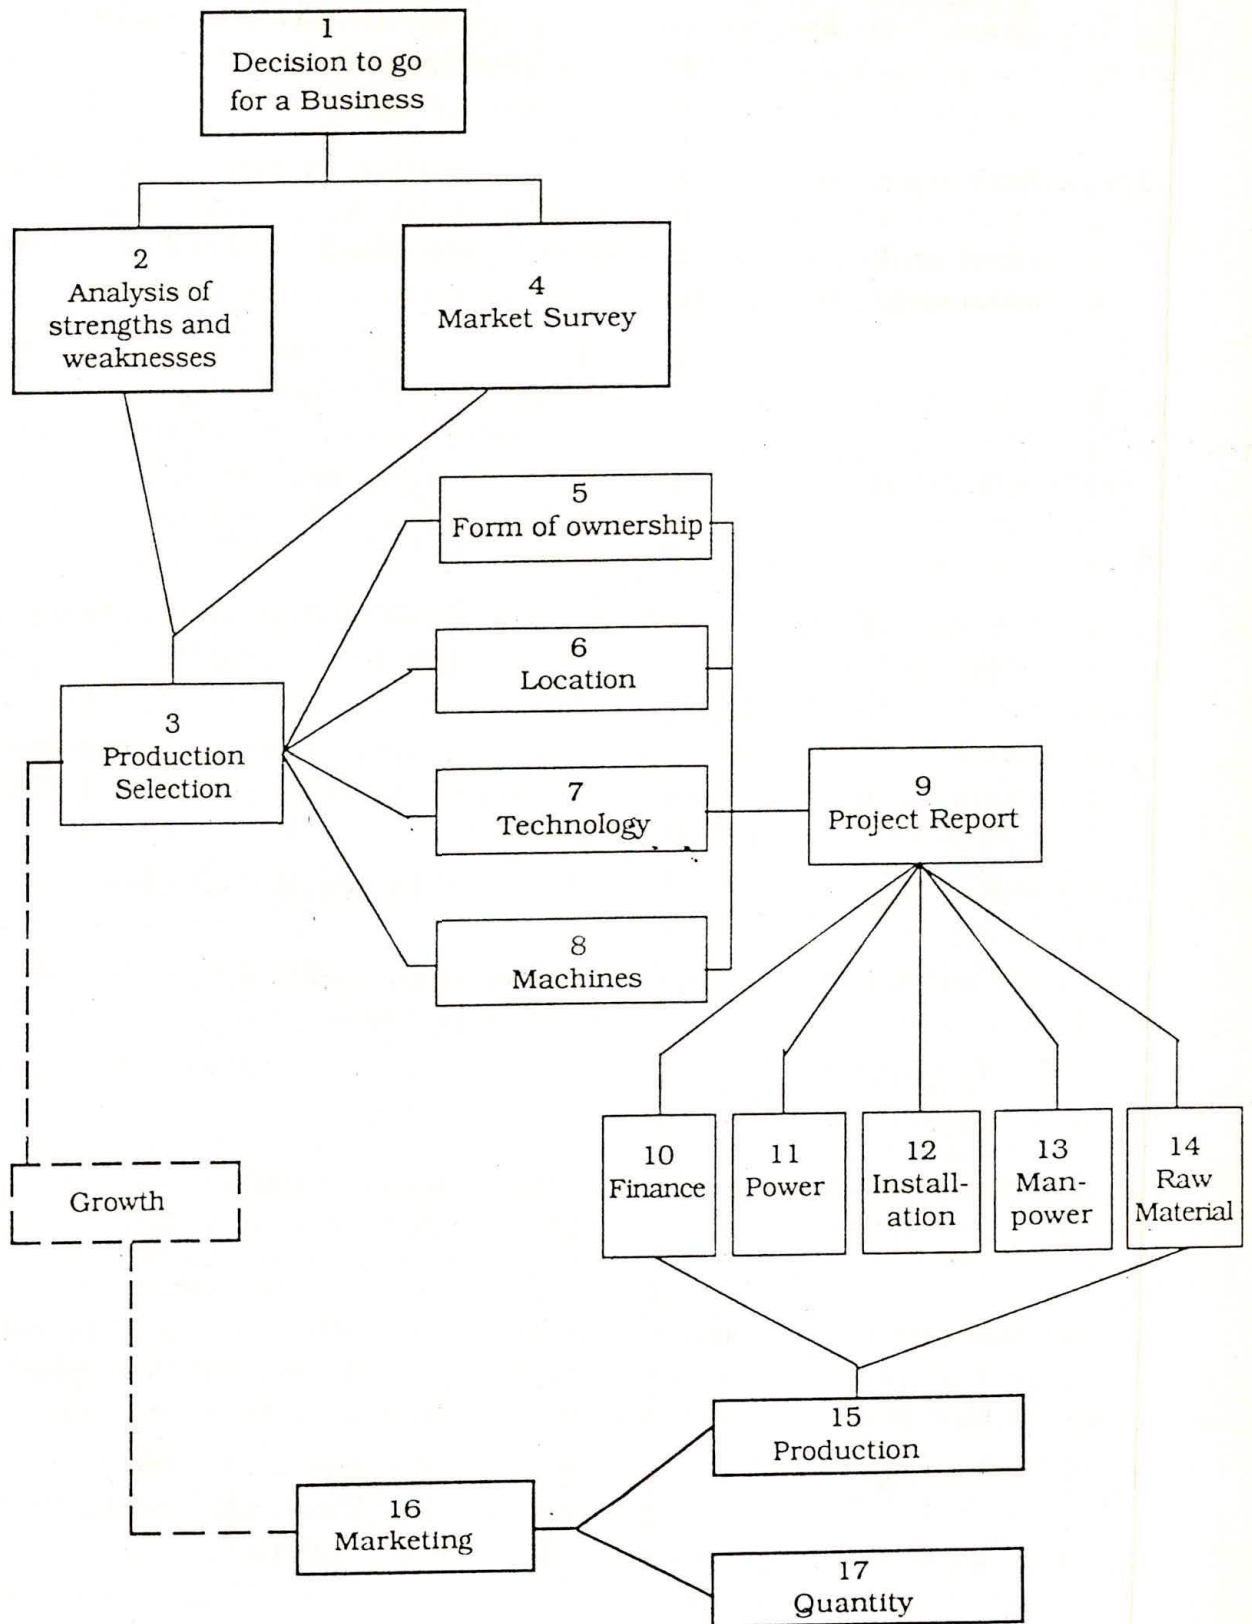 1
Decision to go
for a Business
2
Analysis of
strengths and
weaknesses
4
Market Survey
5
Form of ownership
6
Location
3
Production
Selection
7
Technology
9
Project Report
8
Machines
10
Finance
11
Power
12
Install-
ation
13
Man-
power
14
Raw
Material
Growth
15
Production
16
Marketing
17
Quantity